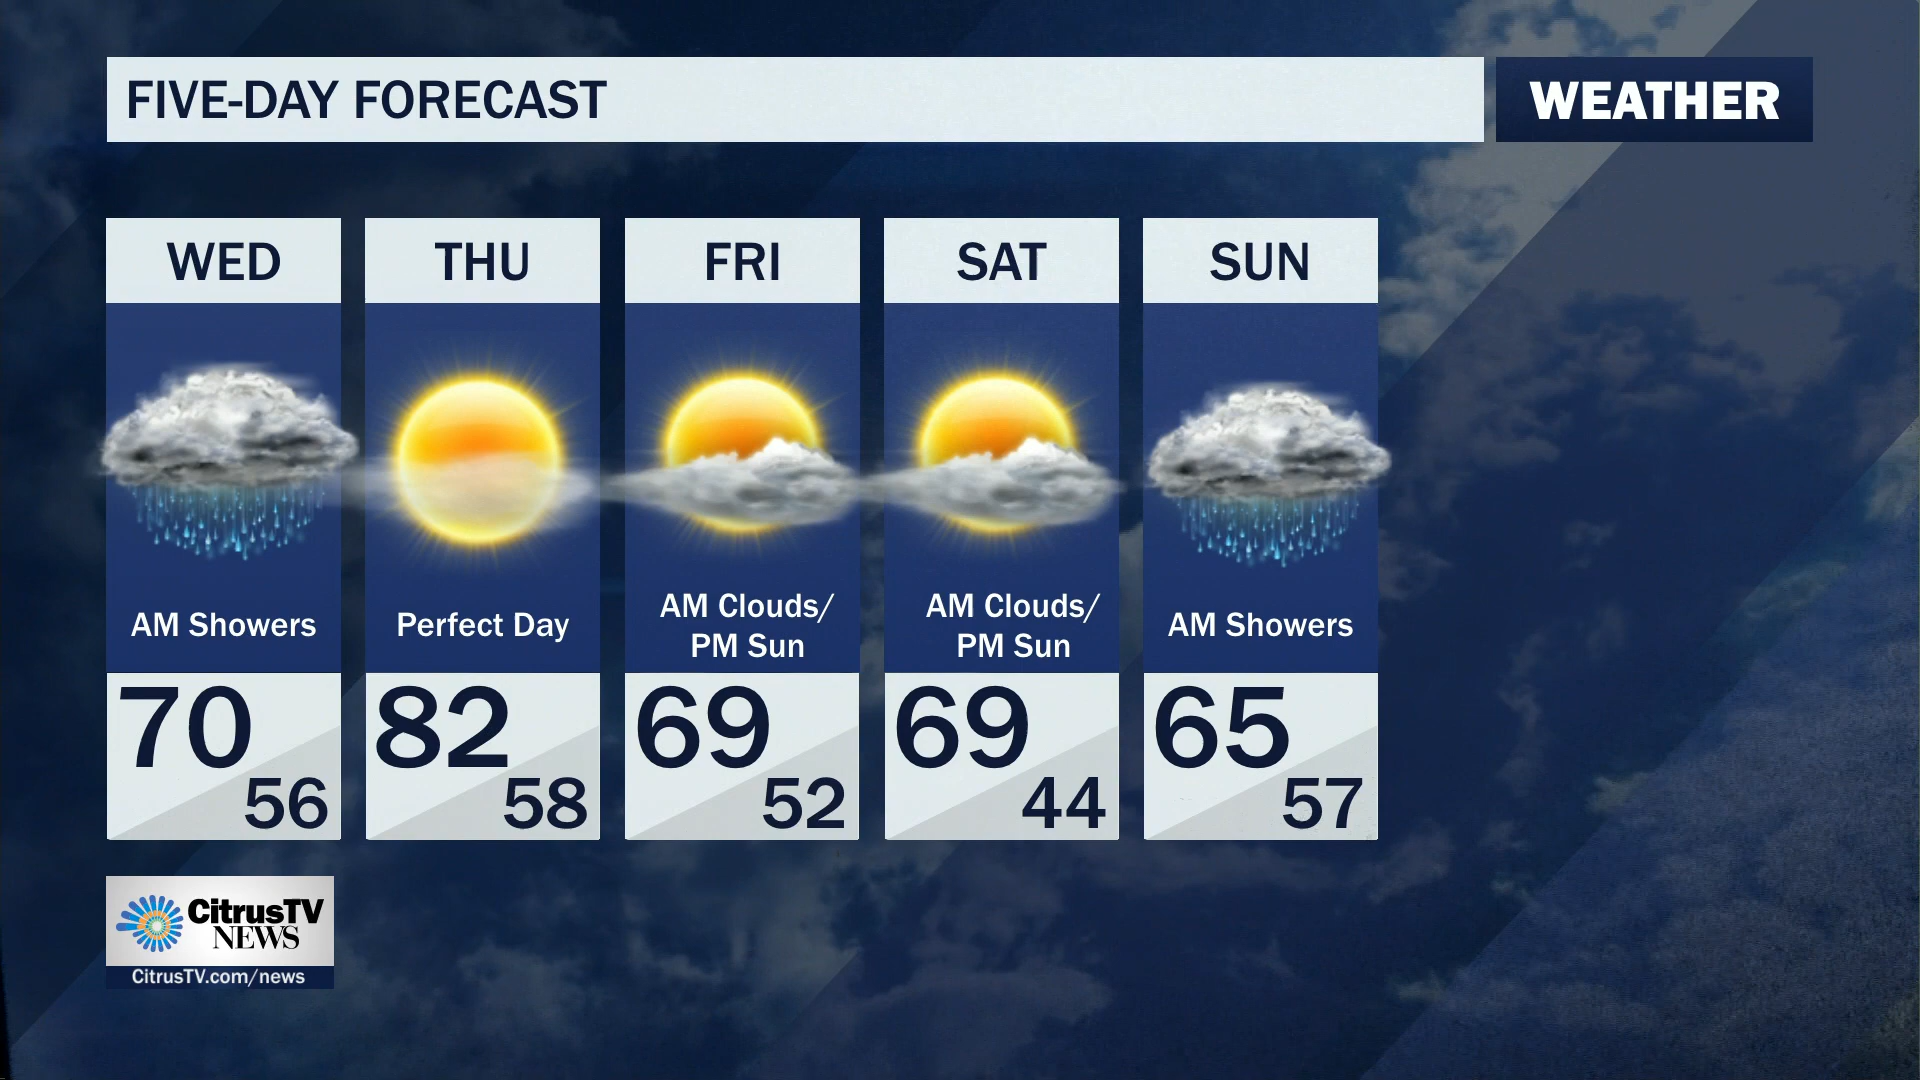 FIVE-DAY FORECAST
WEATHER
WED
THU
FRI
SAT
SUN
AM Showers
Perfect Day
AM Clouds/
PM Sun
AM Clouds/
PM Sun
AM Showers
70
56
82
58
69
52
69
44
65
57
CitrusTV
NEWS
CitrusTV.com/news